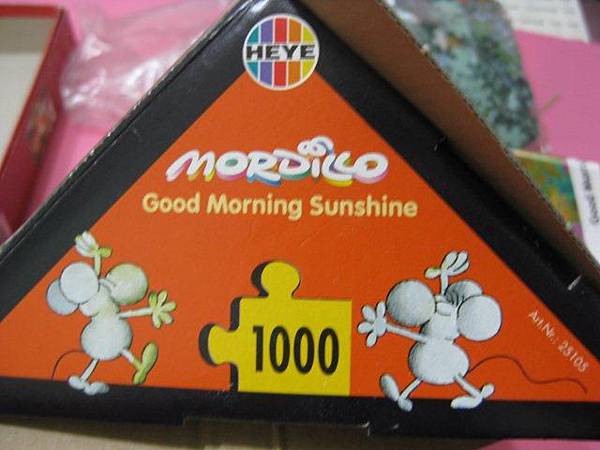 HEYE
MORDILLO
Good Morning Sunshine
1000
Art.Nr.: 25105